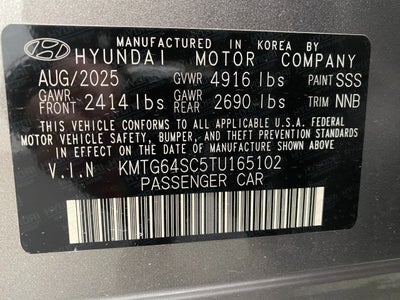 MANUFACTURED IN KOREA BY
HYUNDAI MOTOR COMPANY
AUG/2025 GVWR 4916 lbs PAINT SSS
GAWR FRONT 2414 lbs GAWR REAR 2690 lbs TRIM NNB
THIS VEHICLE CONFORMS TO ALL APPLICABLE U.S.A. FEDERAL
MOTOR VEHICLE SAFETY, BUMPER, AND THEFT PREVENTION STANDARDS
IN EFFECT ON THE DATE OF MANUFACTURE SHOWN ABOVE.
V.I.N KMTG64SC5TU165102
PASSENGER CAR